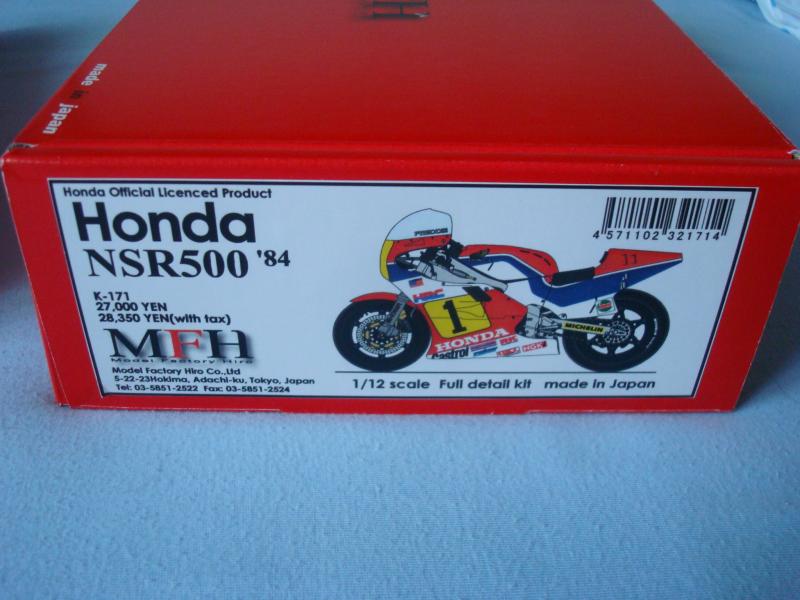 made in japan
Honda Official Licenced Product
Honda
NSR500 '84
K-171
27,000 YEN
28,350 YEN(with tax)
MFH
Model Factory Hiro
Model Factory Hiro Co.,Ltd
5-22-23Hokima, Adachi-ku, Tokyo, Japan
Tel: 03-5851-2522 Fax: 03-5851-2524
4 571102 321714
FREDDIE
HRC
1
11
HONDA
Castrol
NGK
MICHELIN
1/12 scale Full detail kit made in Japan